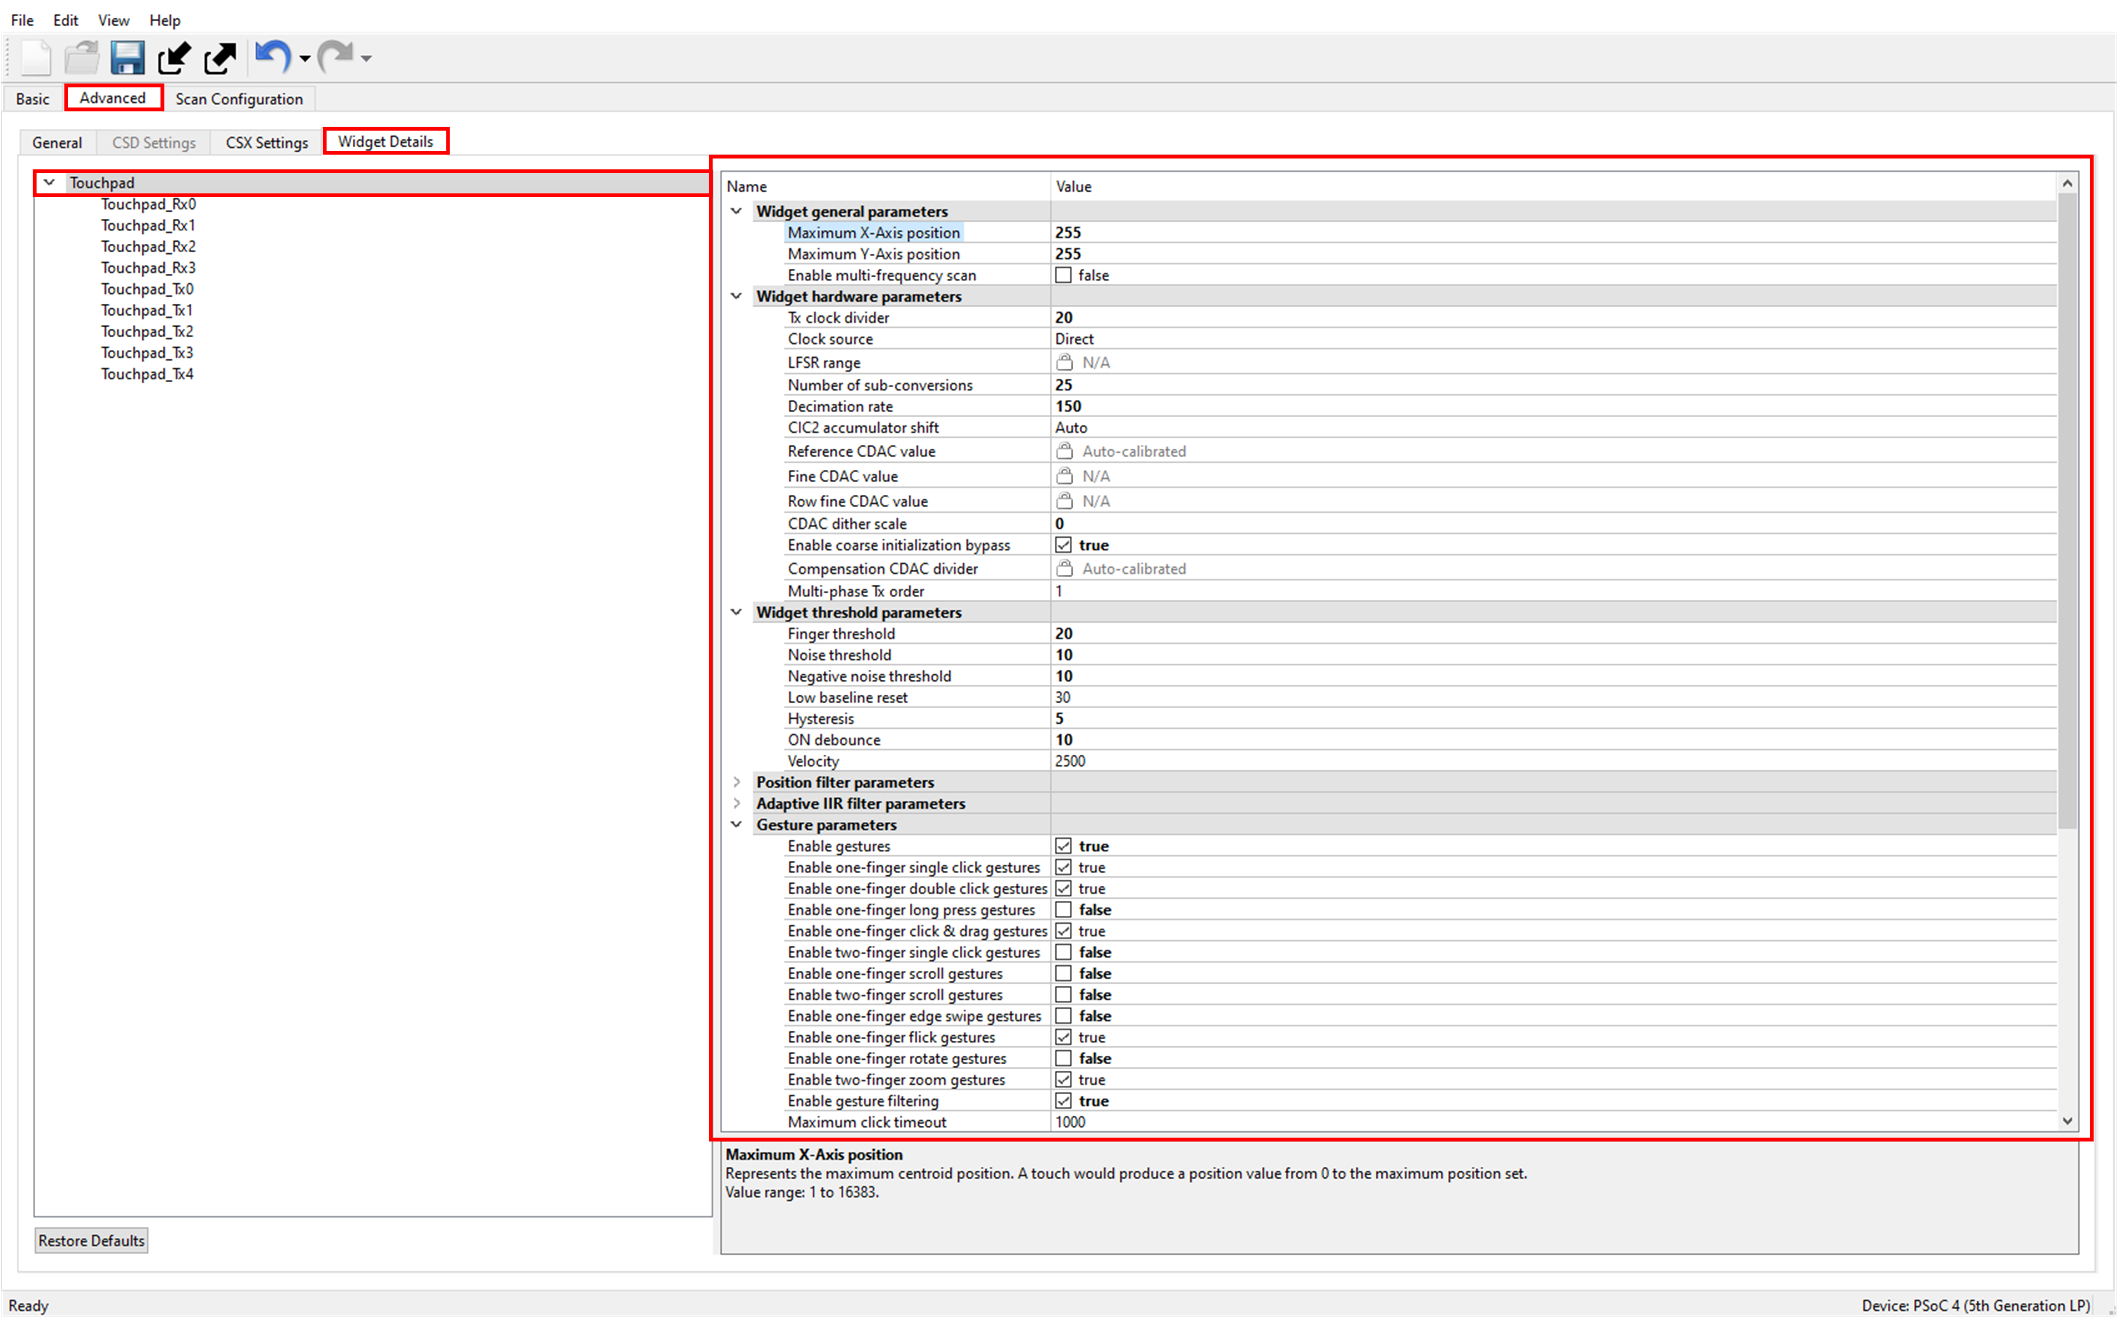 File Edit View Help
Basic Advanced Scan Configuration
General CSD Settings CSX Settings Widget Details
Touchpad
Touchpad_Rx0
Touchpad_Rx1
Touchpad_Rx2
Touchpad_Rx3
Touchpad_Tx0
Touchpad_Tx1
Touchpad_Tx2
Touchpad_Tx3
Touchpad_Tx4
Restore Defaults
Name Value
Widget general parameters
Maximum X-Axis position 255
Maximum Y-Axis position 255
Enable multi-frequency scan false
Widget hardware parameters
Tx clock divider 20
Clock source Direct
LFSR range N/A
Number of sub-conversions 25
Decimation rate 150
CIC2 accumulator shift Auto
Reference CDAC value Auto-calibrated
Fine CDAC value N/A
Row fine CDAC value N/A
CDAC dither scale 0
Enable coarse initialization bypass true
Compensation CDAC divider Auto-calibrated
Multi-phase Tx order 1
Widget threshold parameters
Finger threshold 20
Noise threshold 10
Negative noise threshold 10
Low baseline reset 30
Hysteresis 5
ON debounce 10
Velocity 2500
Position filter parameters
Adaptive IIR filter parameters
Gesture parameters
Enable gestures true
Enable one-finger single click gestures true
Enable one-finger double click gestures true
Enable one-finger long press gestures false
Enable one-finger click & drag gestures true
Enable two-finger single click gestures false
Enable one-finger scroll gestures false
Enable two-finger scroll gestures false
Enable one-finger edge swipe gestures false
Enable one-finger flick gestures true
Enable one-finger rotate gestures false
Enable two-finger zoom gestures true
Enable gesture filtering true
Maximum click timeout 1000
Maximum X-Axis position
Represents the maximum centroid position. A touch would produce a position value from 0 to the maximum position set.
Value range: 1 to 16383.
Ready Device: PSoC 4 (5th Generation LP)